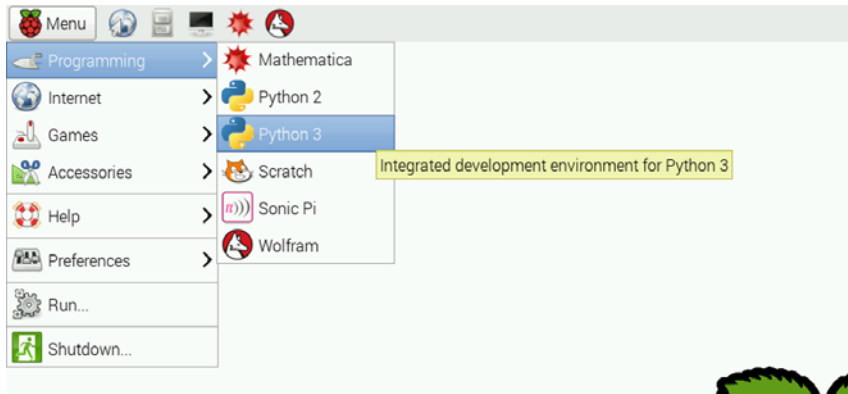 Menu
Programming
Mathematica
Internet
Python 2
Games
Python 3
Accessories
Scratch
Integrated development environment for Python 3
Help
Sonic Pi
Preferences
Wolfram
Run...
Shutdown...